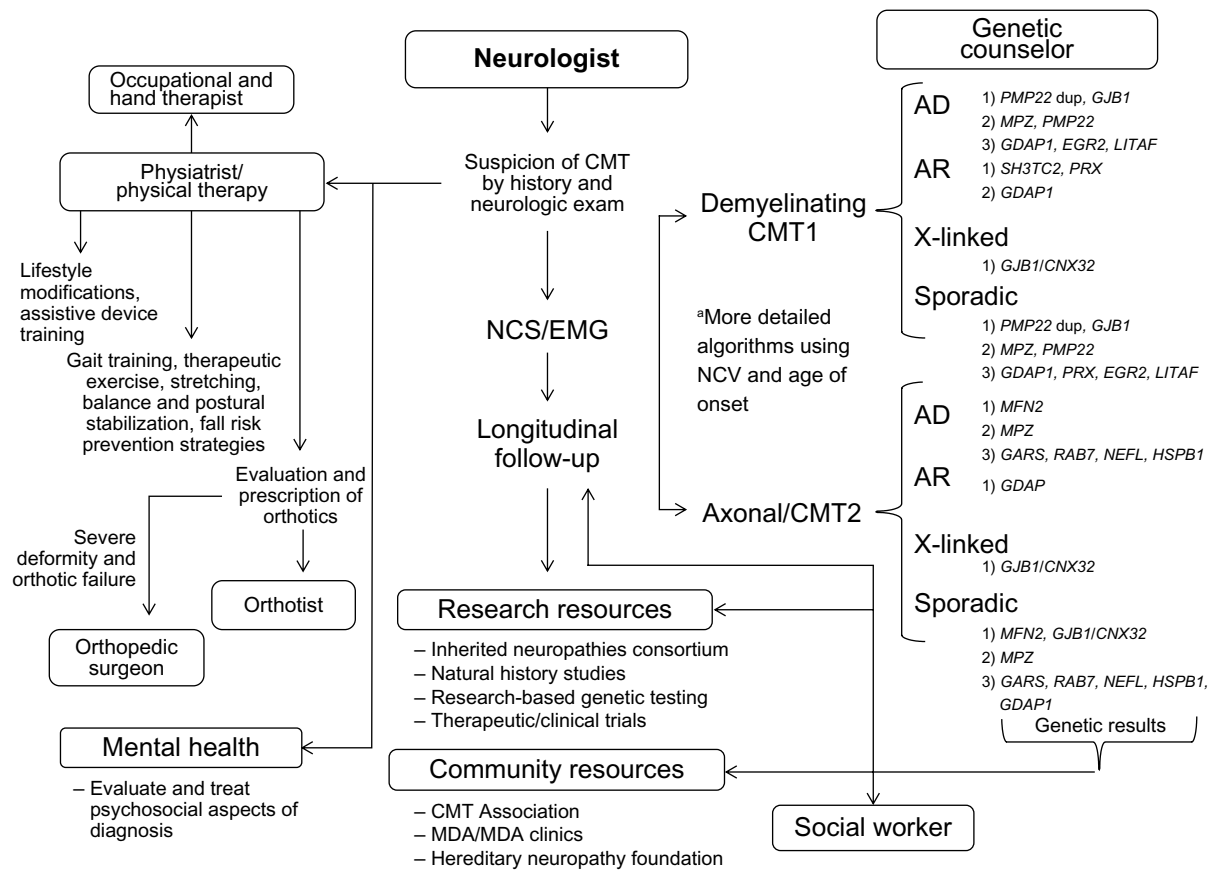 Neurologist
Suspicion of CMT
by history and
neurologic exam
NCS/EMG
Longitudinal
follow-up
Occupational and
hand therapist
Physiatrist/
physical therapy
Lifestyle
modifications,
assistive device
training
Gait training, therapeutic
exercise, stretching,
balance and postural
stabilization, fall risk
prevention strategies
Evaluation and
prescription of
orthotics
Severe
deformity and
orthotic failure
Orthotist
Orthopedic
surgeon
Mental health
– Evaluate and treat
psychosocial aspects of
diagnosis
Research resources
– Inherited neuropathies consortium
– Natural history studies
– Research-based genetic testing
– Therapeutic/clinical trials
Community resources
– CMT Association
– MDA/MDA clinics
– Hereditary neuropathy foundation
Social worker
Demyelinating
CMT1
ᵃMore detailed
algorithms using
NCV and age of
onset
Axonal/CMT2
Genetic
counselor
AD
1) PMP22 dup, GJB1
2) MPZ, PMP22
3) GDAP1, EGR2, LITAF
AR
1) SH3TC2, PRX
2) GDAP1
X-linked
1) GJB1/CNX32
Sporadic
1) PMP22 dup, GJB1
2) MPZ, PMP22
3) GDAP1, PRX, EGR2, LITAF
AD
1) MFN2
2) MPZ
3) GARS, RAB7, NEFL, HSPB1
AR
1) GDAP
X-linked
1) GJB1/CNX32
Sporadic
1) MFN2, GJB1/CNX32
2) MPZ
3) GARS, RAB7, NEFL, HSPB1,
GDAP1
Genetic results